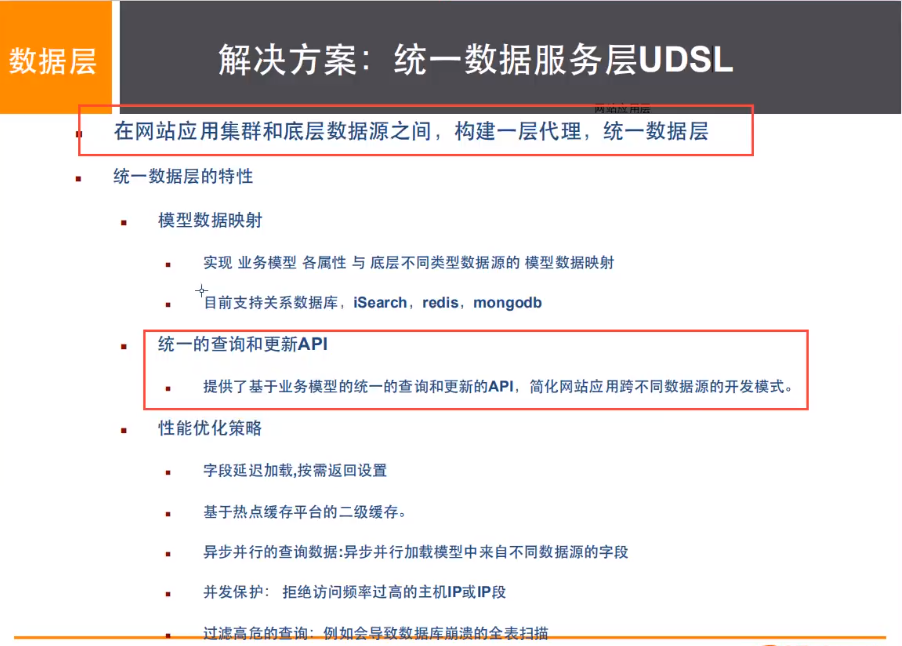 数据层
解决方案：统一数据服务层UDSL
网站应用层
在网站应用集群和底层数据源之间，构建一层代理，统一数据层
统一数据层的特性
模型数据映射
实现 业务模型 各属性 与 底层不同类型数据源的 模型数据映射
目前支持关系数据库，iSearch，redis，mongodb
统一的查询和更新API
提供了基于业务模型的统一的查询和更新的API，简化网站应用跨不同数据源的开发模式。
性能优化策略
字段延迟加载,按需返回设置
基于热点缓存平台的二级缓存。
异步并行的查询数据:异步并行加载模型中来自不同数据源的字段
并发保护： 拒绝访问频率过高的主机IP或IP段
过滤高危的查询：例如会导致数据库崩溃的全表扫描